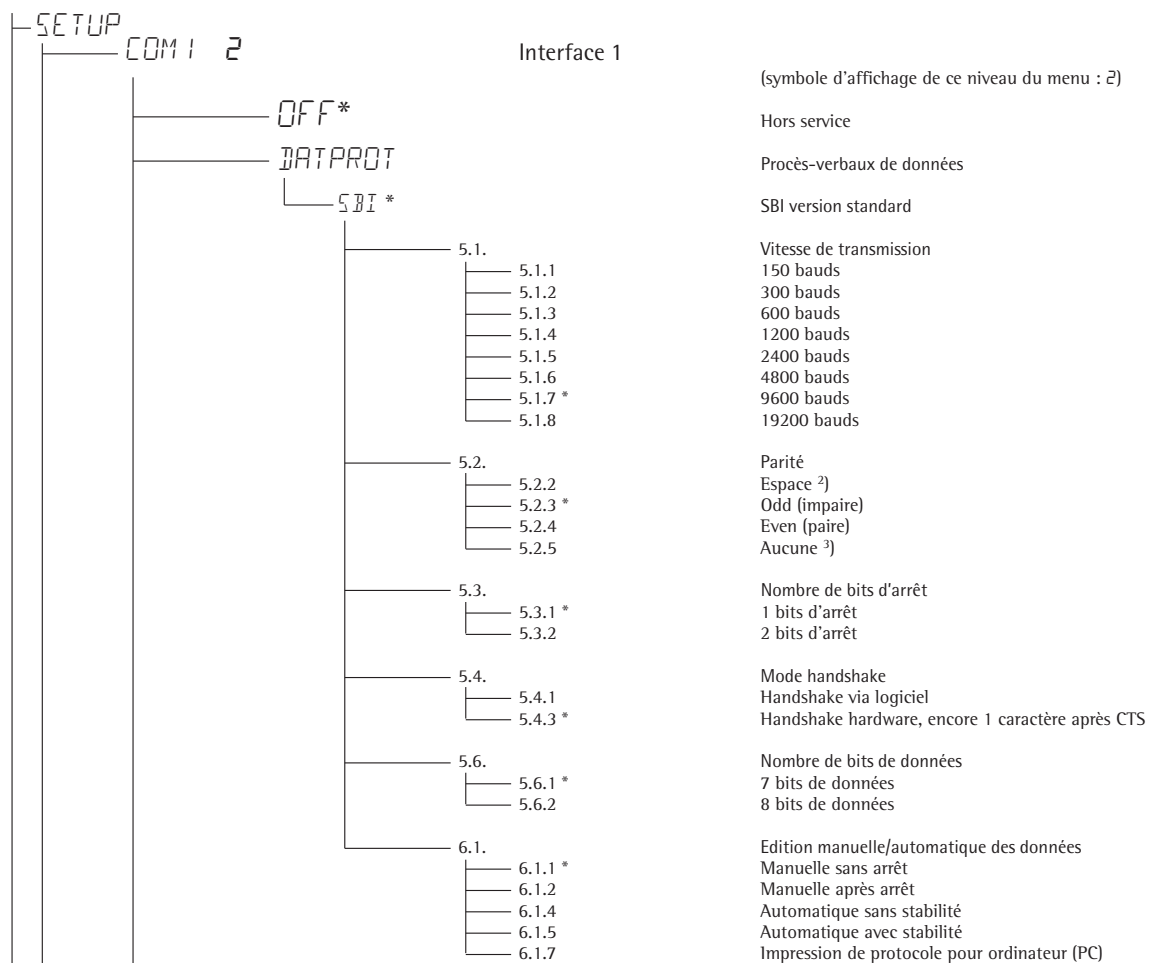 SETUP
COM1 2 Interface 1
(symbole d'affichage de ce niveau du menu : 2)
OFF* Hors service
DATPROT Procès-verbaux de données
SBI * SBI version standard
5.1. Vitesse de transmission
5.1.1 150 bauds
5.1.2 300 bauds
5.1.3 600 bauds
5.1.4 1200 bauds
5.1.5 2400 bauds
5.1.6 4800 bauds
5.1.7 * 9600 bauds
5.1.8 19200 bauds
5.2. Parité
5.2.2 Espace ²)
5.2.3 * Odd (impaire)
5.2.4 Even (paire)
5.2.5 Aucune ³)
5.3. Nombre de bits d'arrêt
5.3.1 * 1 bits d'arrêt
5.3.2 2 bits d'arrêt
5.4. Mode handshake
5.4.1 Handshake via logiciel
5.4.3 * Handshake hardware, encore 1 caractère après CTS
5.6. Nombre de bits de données
5.6.1 * 7 bits de données
5.6.2 8 bits de données
6.1. Edition manuelle/automatique des données
6.1.1 * Manuelle sans arrêt
6.1.2 Manuelle après arrêt
6.1.4 Automatique sans stabilité
6.1.5 Automatique avec stabilité
6.1.7 Impression de protocole pour ordinateur (PC)